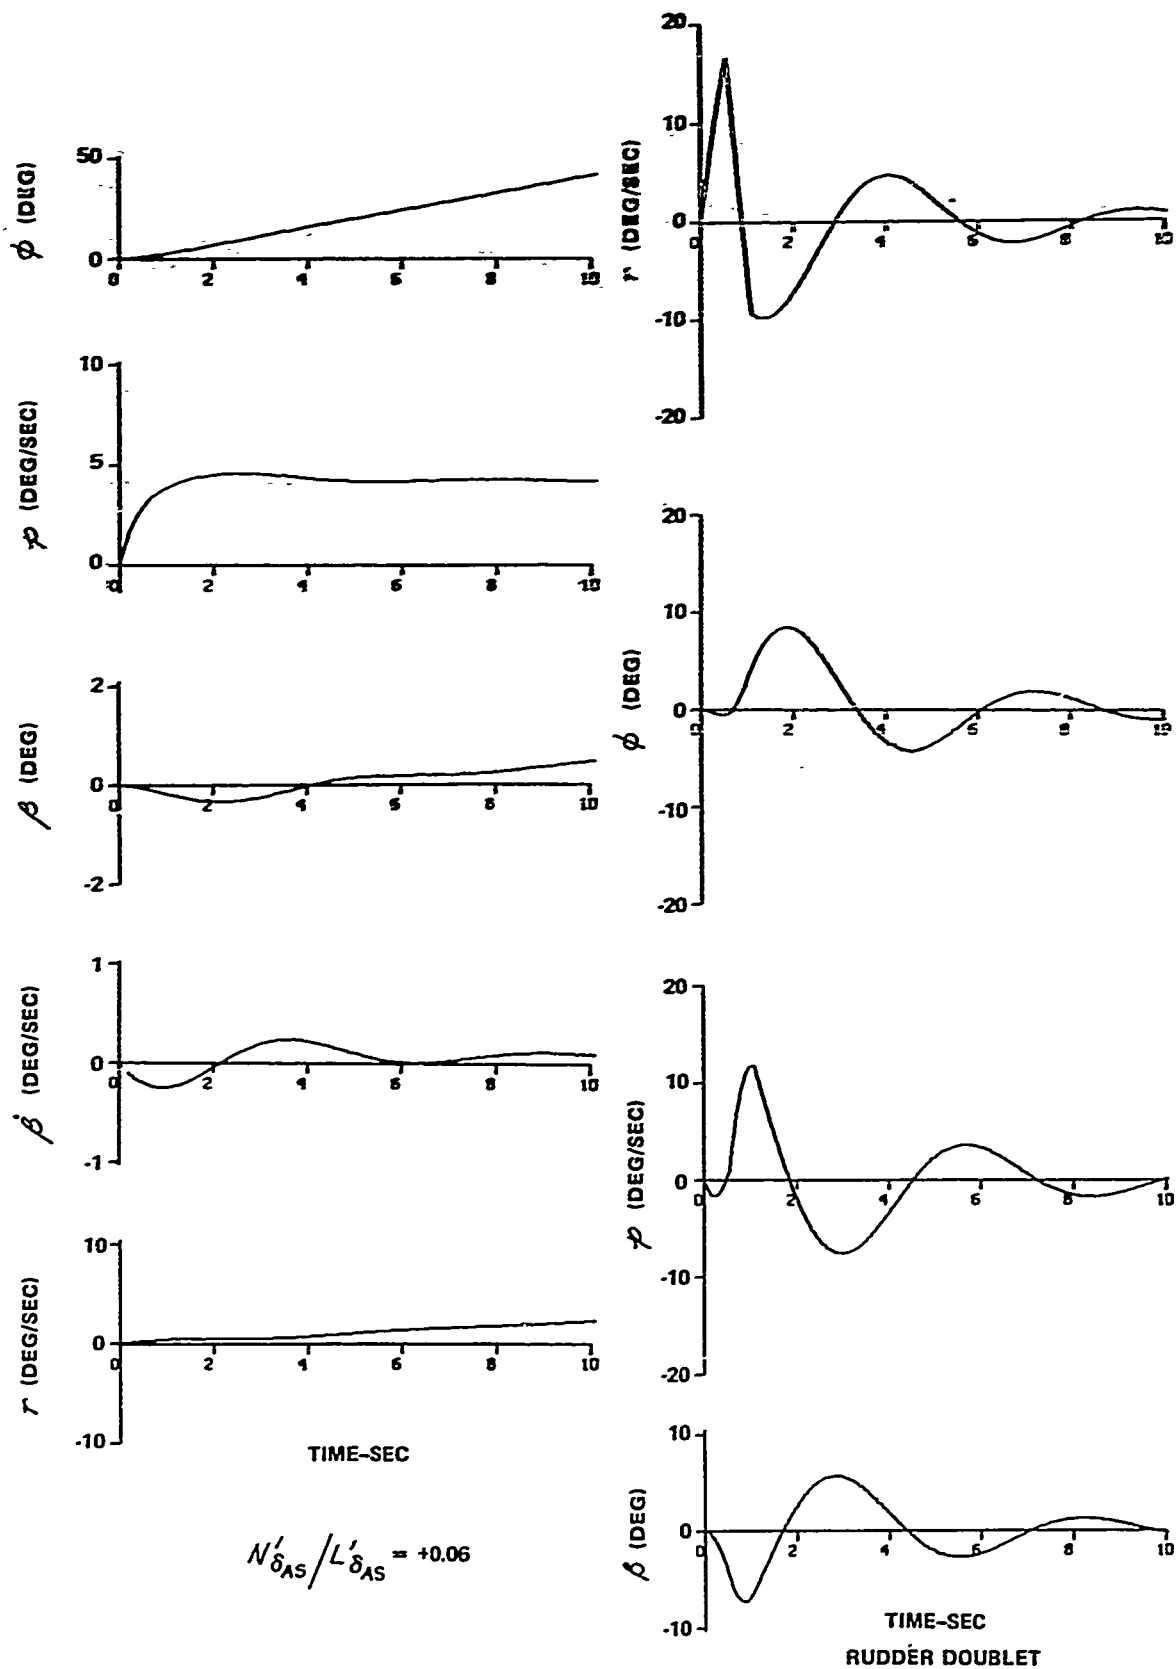 50
φ (DEG)
0
0 2 4 6 8 10
10
p (DEG/SEC)
5
0
0 2 4 6 8 10
2
β (DEG)
0
0 2 4 6 8 10
-2
1
β̇ (DEG/SEC)
0
0 2 4 6 8 10
-1
10
r (DEG/SEC)
0
0 2 4 6 8 10
-10
TIME-SEC
N′δAS/L′δAS = +0.06
20
10
r (DEG/SEC)
0
0 2 4 6 8 10
-10
-20
20
10
φ (DEG)
0
0 2 4 6 8 10
-10
-20
20
10
p (DEG/SEC)
0
0 2 4 6 8 10
-10
-20
10
β (DEG)
0
0 2 4 6 8 10
-10
TIME-SEC
RUDDER DOUBLET